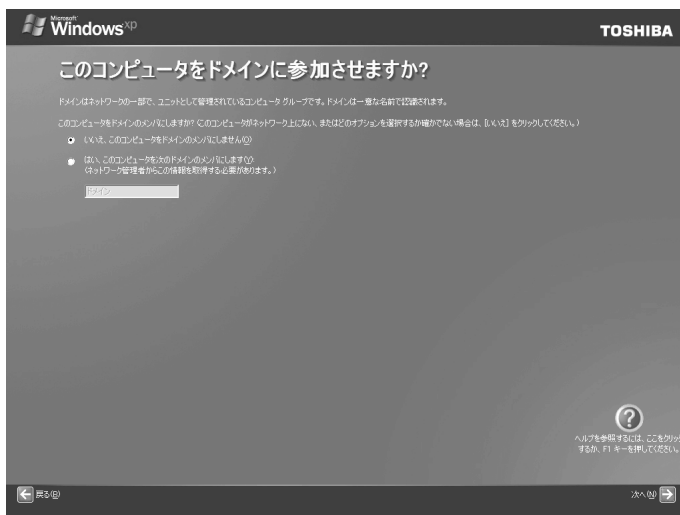 Microsoft
Windows xp
TOSHIBA
このコンピュータをドメインに参加させますか?
ドメインはネットワークの一部で、ユニットとして管理されているコンピュータ グループです。ドメインは一意な名前で認識されます。
このコンピュータをドメインのメンバにしますか? (このコンピュータがネットワーク上にない、またはどのオプションを選択するか確かでない場合は、[いいえ] をクリックしてください。)
いいえ、このコンピュータをドメインのメンバにしません(O)
はい、このコンピュータを次のドメインのメンバにします(Y):
(ネットワーク管理者からこの情報を取得する必要があります。)
ドメイン
ヘルプを参照するには、ここをクリッ
するか、F1 キーを押してください。
戻る(B)
次へ(N)